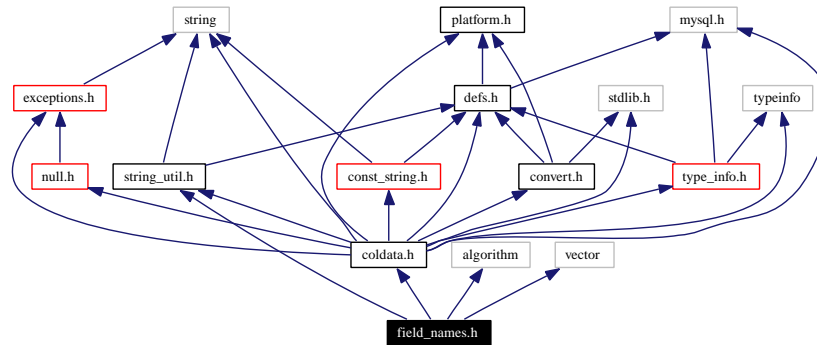 string
platform.h
mysql.h
exceptions.h
defs.h
stdlib.h
typeinfo
null.h
string_util.h
const_string.h
convert.h
type_info.h
coldata.h
algorithm
vector
field_names.h